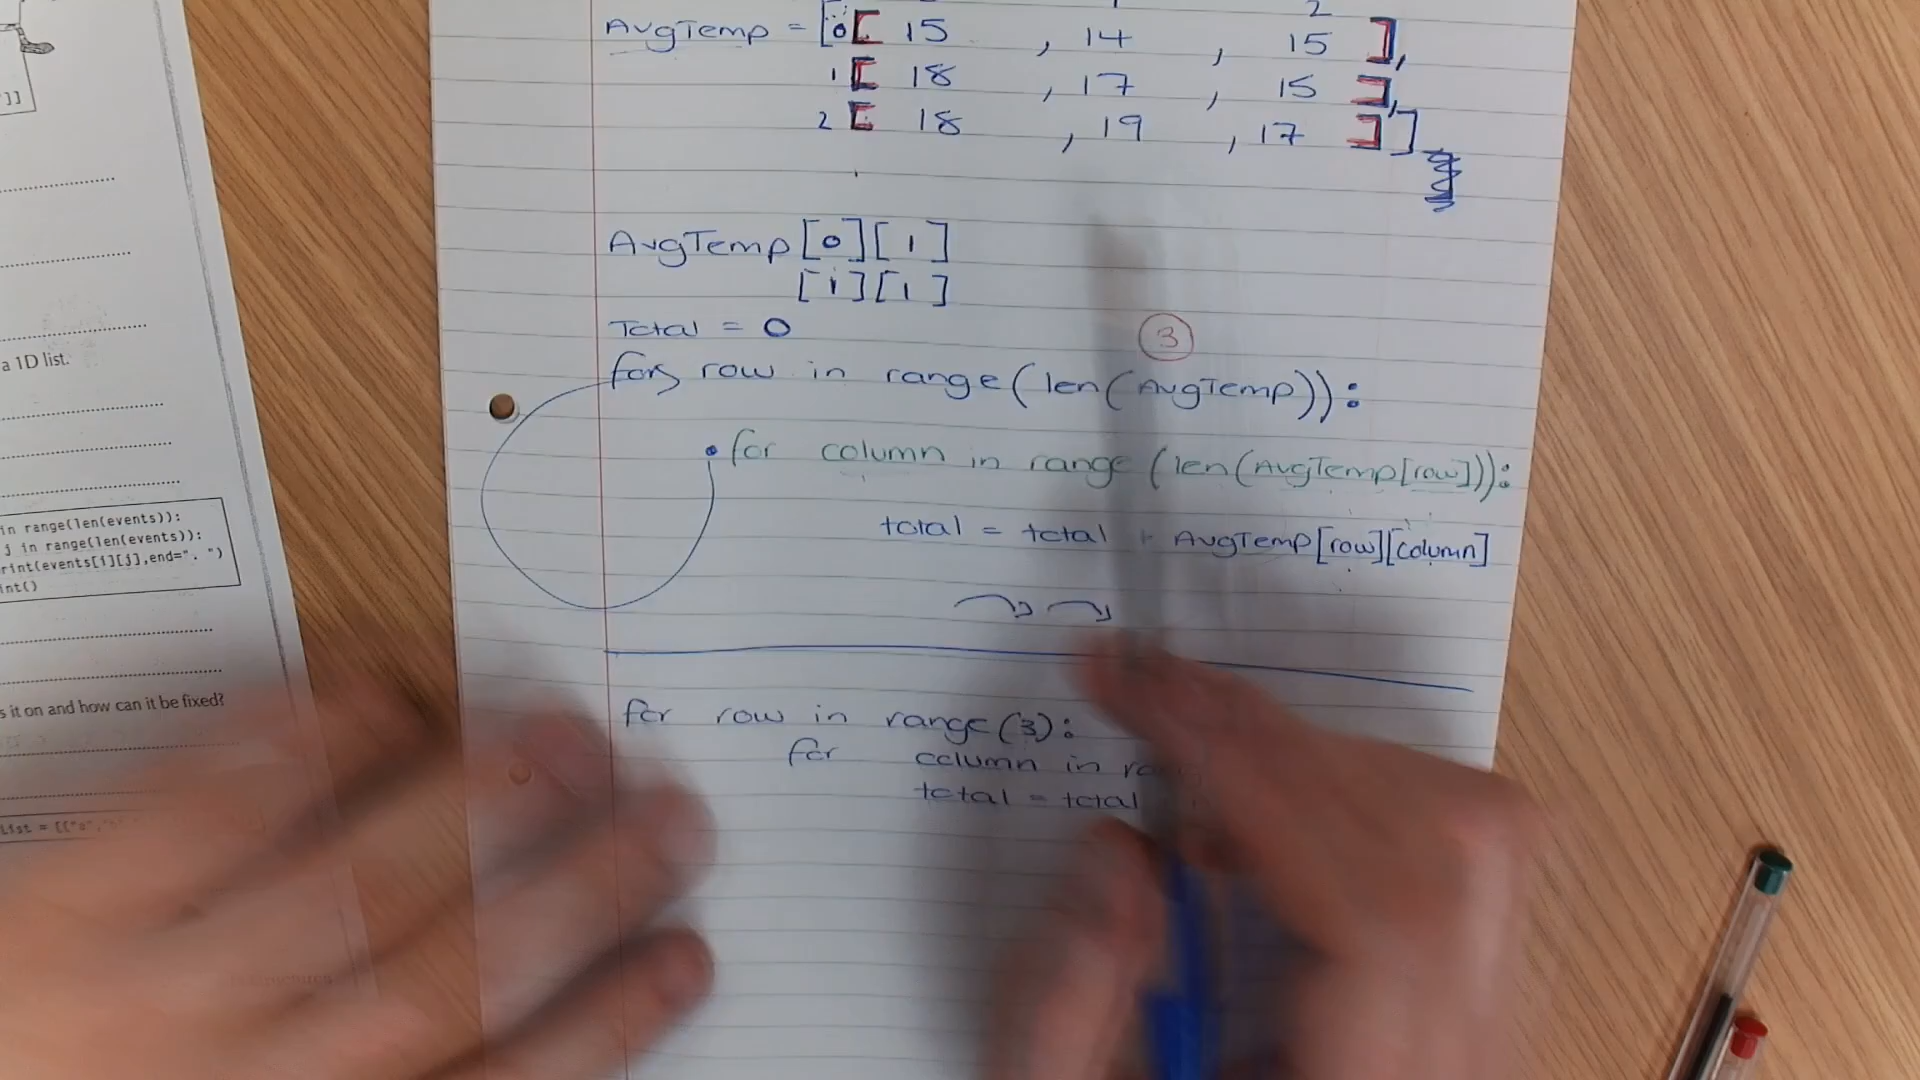 2
AvgTemp = [0[ 15 , 14 , 15 ],
1 [ 18 , 17 , 15 ],
2 [ 18 , 19 , 17 ]]
AvgTemp[0][1]
[1][1]
Total = 0
3
for row in range(len(AvgTemp)):
for column in range (len(AvgTemp[row])):
total = total + AvgTemp[row][column]
for row in range(3):
for column in
total = total
']]
a 1D list.
in range(len(events)):
j in range(len(events)):
rint(events[i][j],end=". ")
int()
s it on and how can it be fixed?
List = [["a",